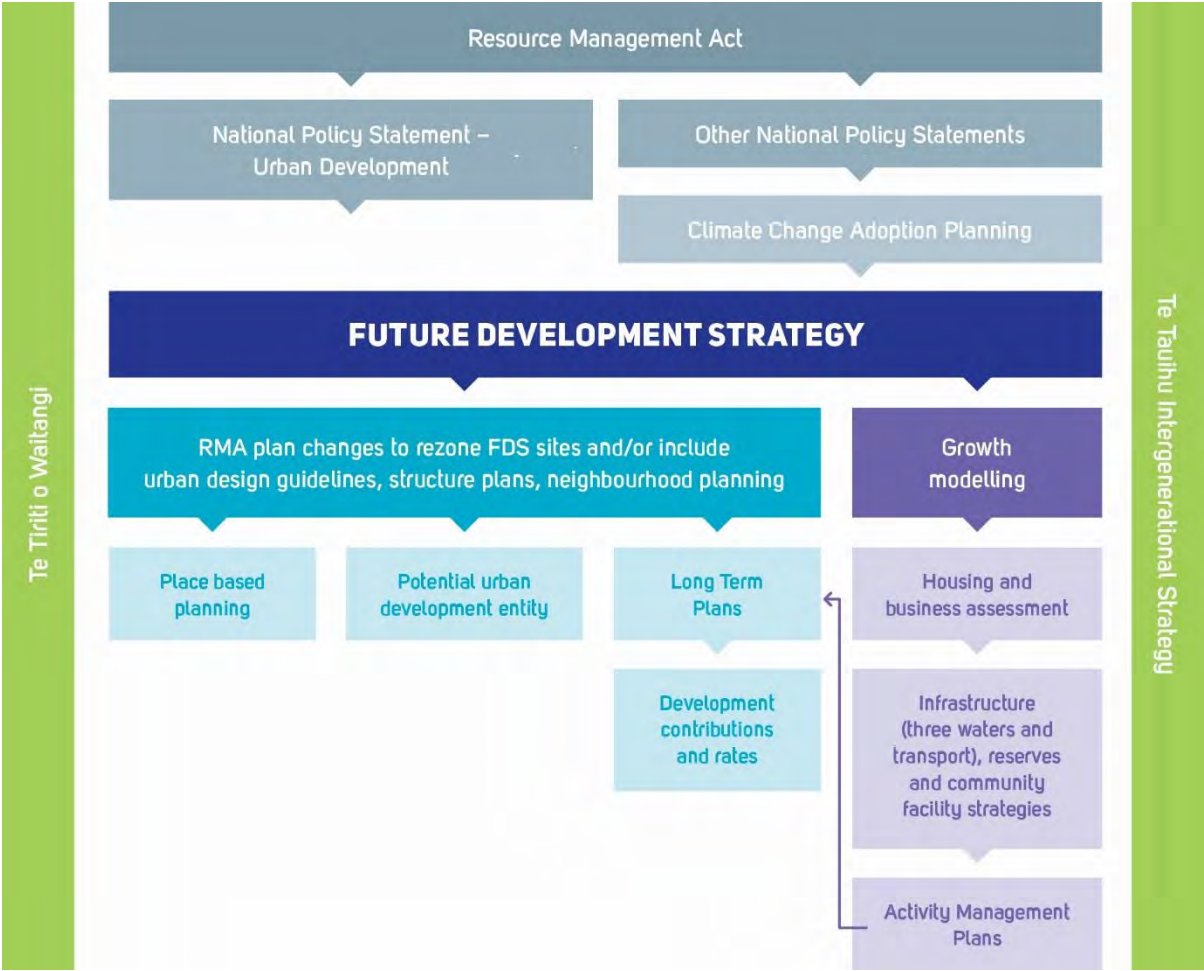 Resource Management Act
National Policy Statement –
Urban Development
Other National Policy Statements
Climate Change Adoption Planning
FUTURE DEVELOPMENT STRATEGY
RMA plan changes to rezone FDS sites and/or include
urban design guidelines, structure plans, neighbourhood planning
Growth
modelling
Place based
planning
Potential urban
development entity
Long Term
Plans
Housing and
business assessment
Development
contributions
and rates
Infrastructure
(three waters and
transport), reserves
and community
facility strategies
Activity Management
Plans
Te Tiriti o Waitangi
Te Tauihu Intergenerational Strategy